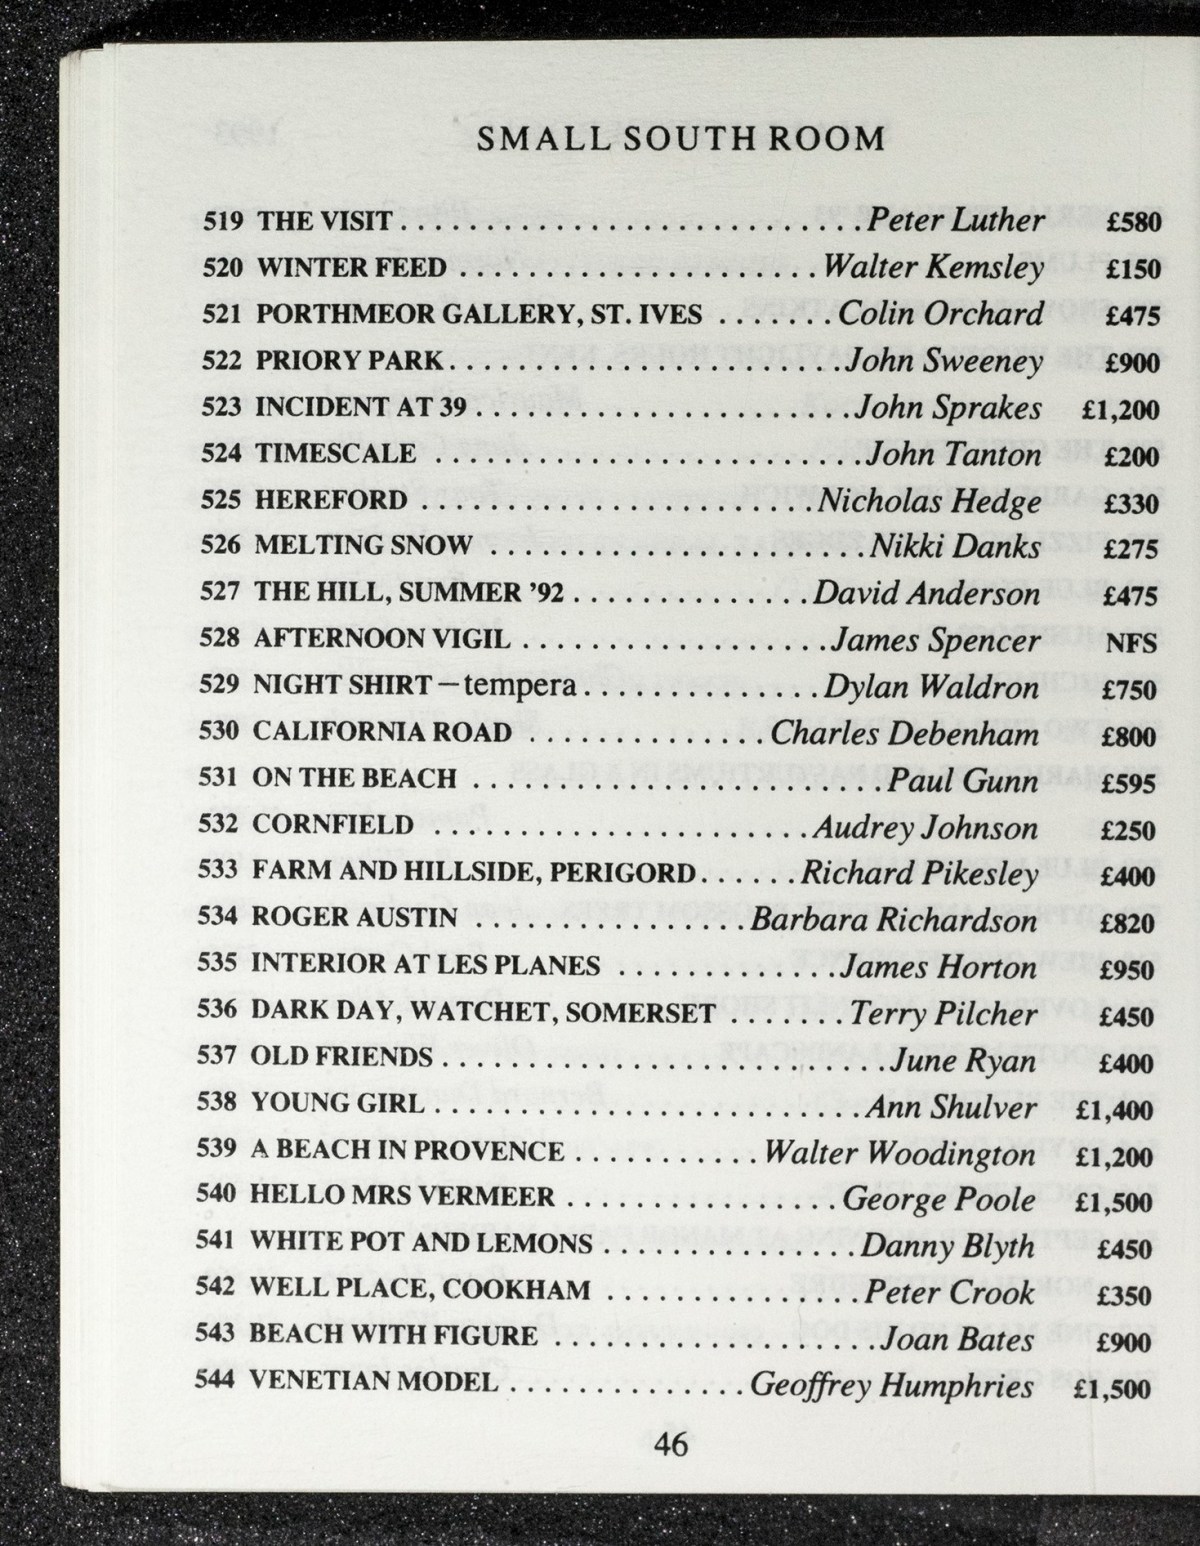 SMALL SOUTH ROOM
519 THE VISIT . . . . . . . . . . . . . . . . . . . . . . . . . . . Peter Luther £580
520 WINTER FEED . . . . . . . . . . . . . . . . . . . . . Walter Kemsley £150
521 PORTHMEOR GALLERY, ST. IVES . . . . . . . Colin Orchard £475
522 PRIORY PARK . . . . . . . . . . . . . . . . . . . . . . . John Sweeney £900
523 INCIDENT AT 39 . . . . . . . . . . . . . . . . . . . . . . John Sprakes £1,200
524 TIMESCALE . . . . . . . . . . . . . . . . . . . . . . . . . John Tanton £200
525 HEREFORD . . . . . . . . . . . . . . . . . . . . . . . Nicholas Hedge £330
526 MELTING SNOW . . . . . . . . . . . . . . . . . . . . . . Nikki Danks £275
527 THE HILL, SUMMER ’92 . . . . . . . . . . . . . . David Anderson £475
528 AFTERNOON VIGIL . . . . . . . . . . . . . . . . . . James Spencer NFS
529 NIGHT SHIRT — tempera . . . . . . . . . . . . . . Dylan Waldron £750
530 CALIFORNIA ROAD . . . . . . . . . . . . . . Charles Debenham £800
531 ON THE BEACH . . . . . . . . . . . . . . . . . . . . . . . . Paul Gunn £595
532 CORNFIELD . . . . . . . . . . . . . . . . . . . . . . Audrey Johnson £250
533 FARM AND HILLSIDE, PERIGORD . . . . . . Richard Pikesley £400
534 ROGER AUSTIN . . . . . . . . . . . . . . . . Barbara Richardson £820
535 INTERIOR AT LES PLANES . . . . . . . . . . . . . James Horton £950
536 DARK DAY, WATCHET, SOMERSET . . . . . . . Terry Pilcher £450
537 OLD FRIENDS . . . . . . . . . . . . . . . . . . . . . . . . . . June Ryan £400
538 YOUNG GIRL . . . . . . . . . . . . . . . . . . . . . . . . . Ann Shulver £1,400
539 A BEACH IN PROVENCE . . . . . . . . . . . Walter Woodington £1,200
540 HELLO MRS VERMEER . . . . . . . . . . . . . . . . George Poole £1,500
541 WHITE POT AND LEMONS . . . . . . . . . . . . . . . Danny Blyth £450
542 WELL PLACE, COOKHAM . . . . . . . . . . . . . . . Peter Crook £350
543 BEACH WITH FIGURE . . . . . . . . . . . . . . . . . . . Joan Bates £900
544 VENETIAN MODEL . . . . . . . . . . . . . . Geoffrey Humphries £1,500
46